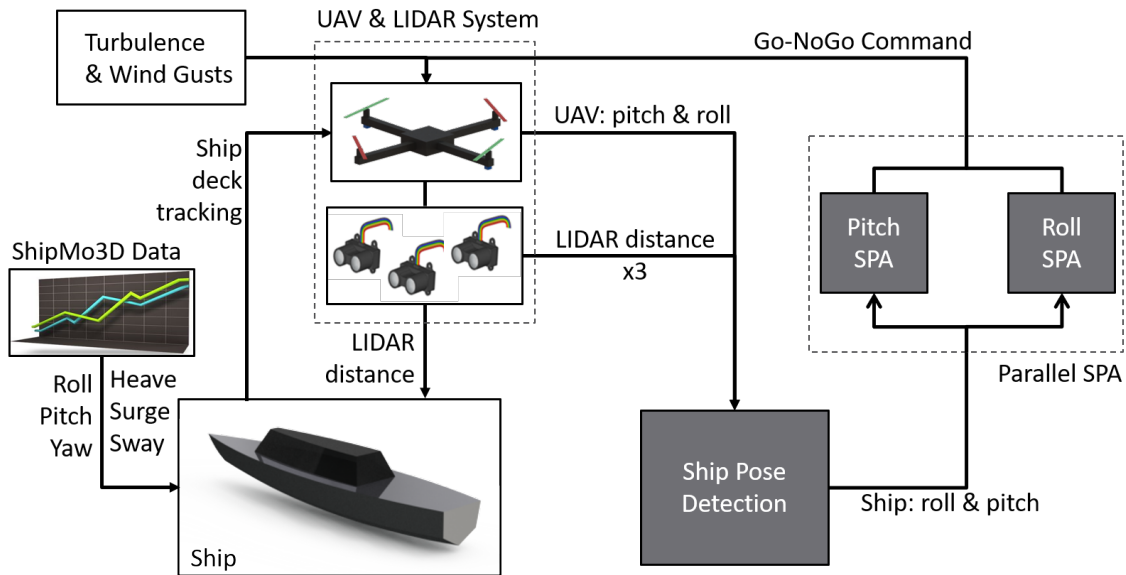 UAV & LIDAR System
Turbulence
& Wind Gusts
Go-NoGo Command
UAV: pitch & roll
Ship
deck
tracking
Pitch
SPA
Roll
SPA
LIDAR distance
x3
ShipMo3D Data
LIDAR
distance
Parallel SPA
Roll
Pitch
Yaw
Heave
Surge
Sway
Ship Pose
Detection
Ship: roll & pitch
Ship